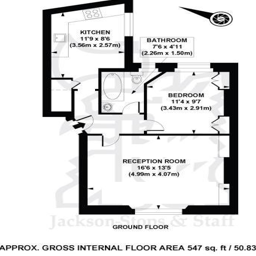 KITCHEN
11'9 x 8'6
(3.56m x 2.57m)
BATHROOM
7'6 x 4'11
(2.26m x 1.50m)
BEDROOM
11'4 x 9'7
(3.43m x 2.91m)
RECEPTION ROOM
16'6 x 13'5
(4.99m x 4.07m)
Jackson-Stops & Staff
GROUND FLOOR
APPROX. GROSS INTERNAL FLOOR AREA 547 sq. ft / 50.83